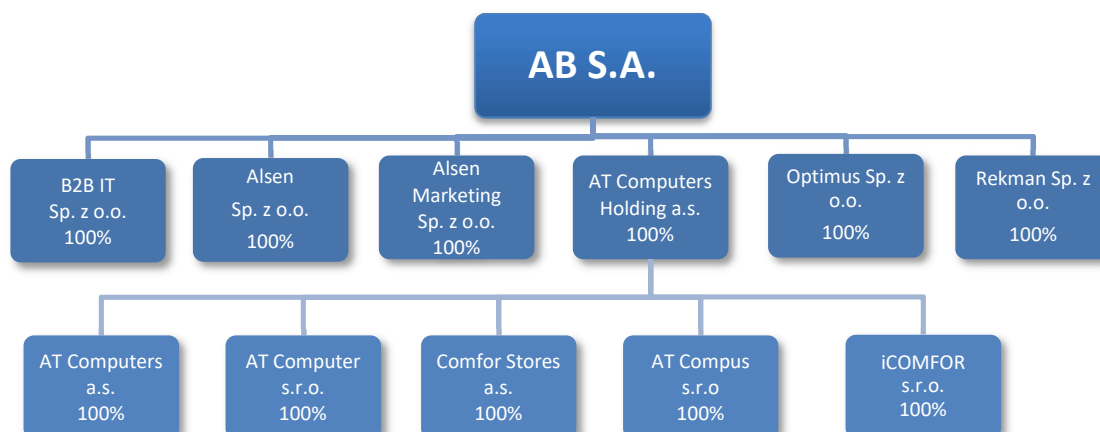 AB S.A.
B2B IT
Sp. z o.o.
100%
Alsen
Sp. z o.o.
100%
Alsen
Marketing
Sp. z o.o.
100%
AT Computers
Holding a.s.
100%
Optimus Sp. z
o.o.
100%
Rekman Sp. z
o.o.
100%
AT Computers
a.s.
100%
AT Computer
s.r.o.
100%
Comfor Stores
a.s.
100%
AT Compus
s.r.o
100%
iCOMFOR
s.r.o.
100%